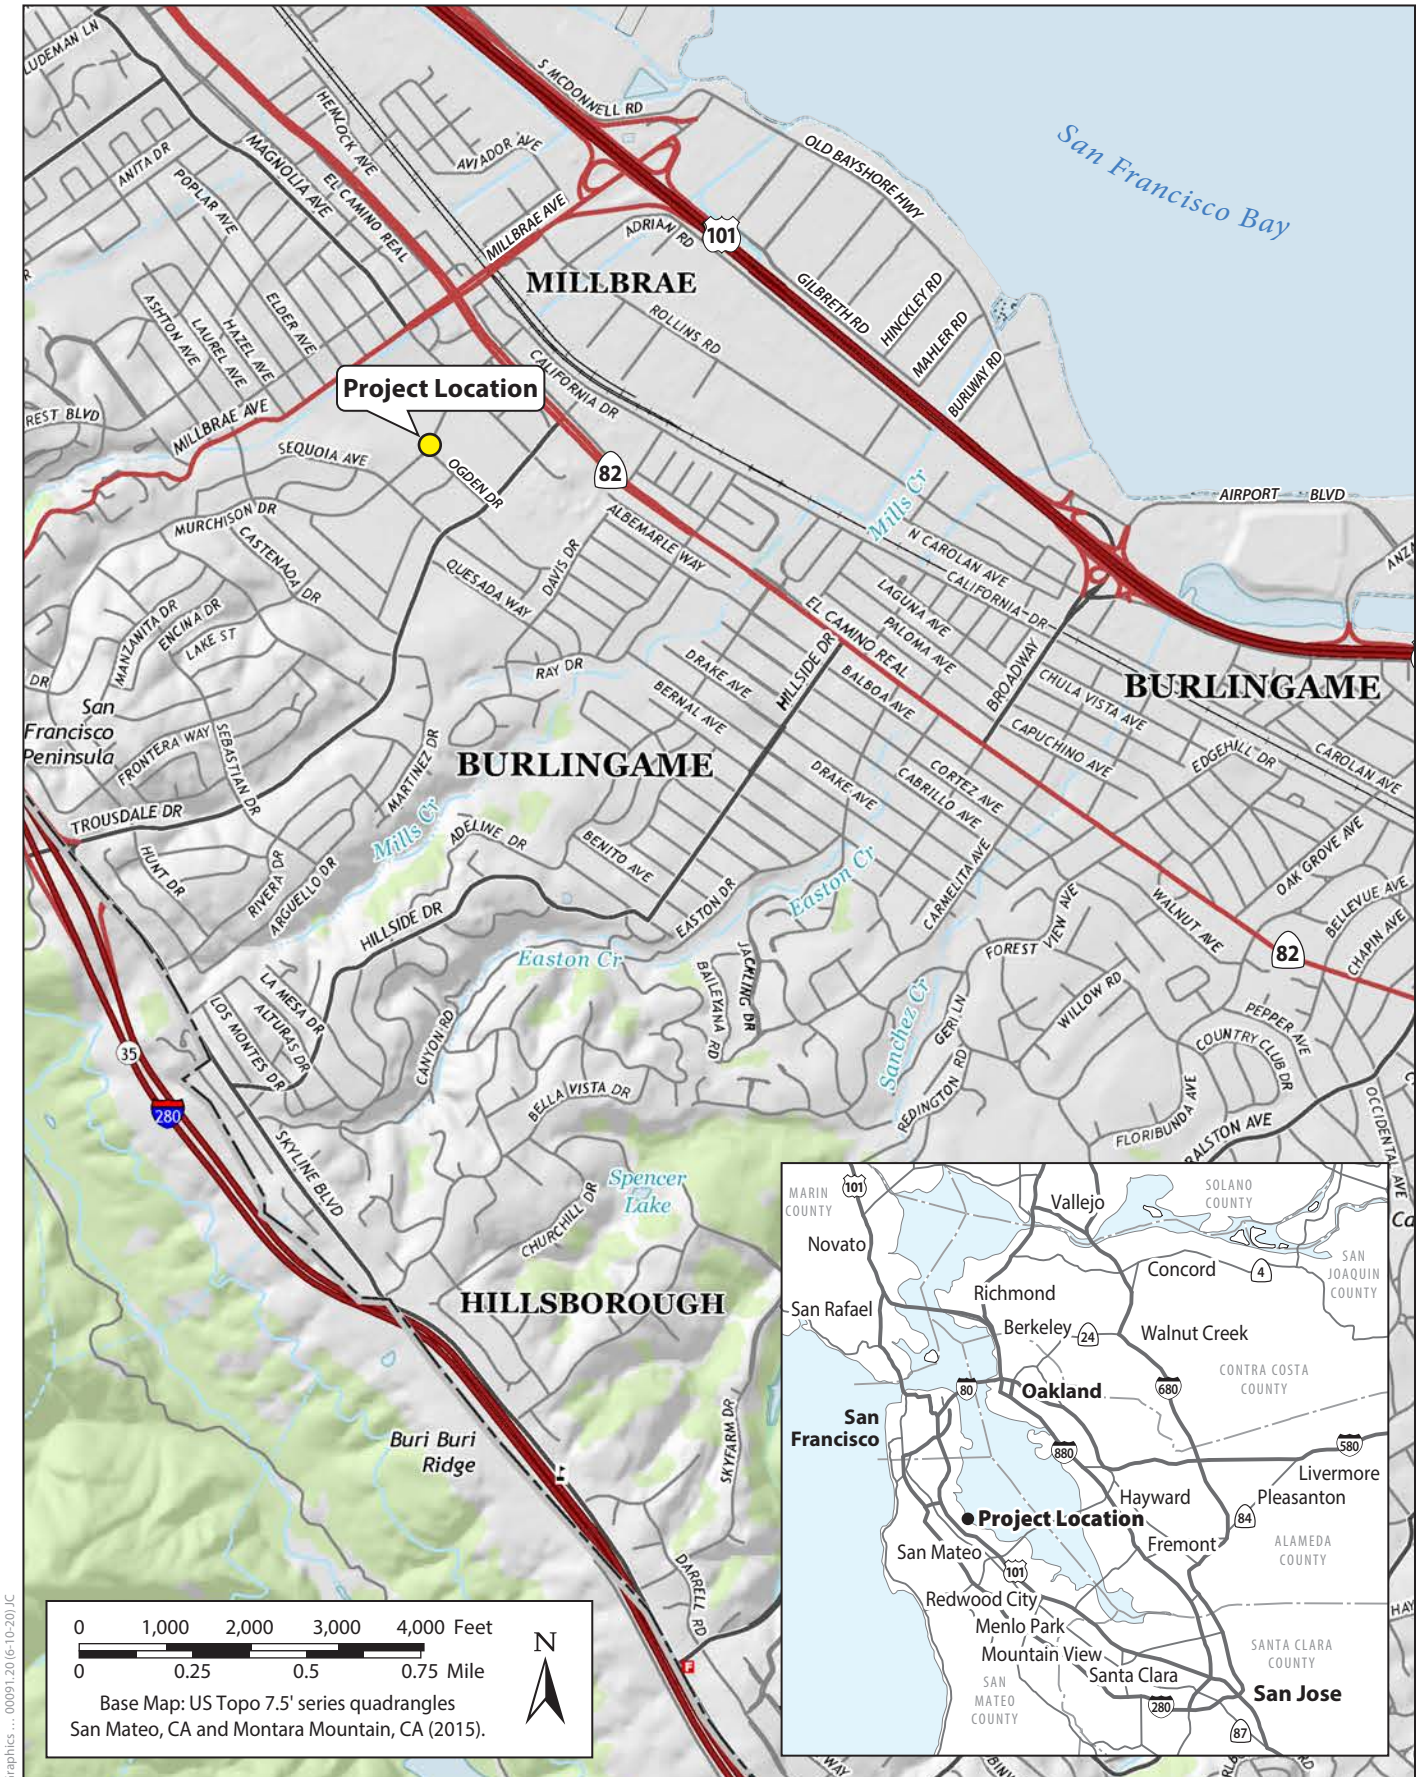 LUDEMAN LN
S MCDONNELL RD
San Francisco Bay
HEMLOCK AVE
AVIADOR AVE
OLD BAYSHORE HWY
ANITA DR
MAGNOLIA AVE
POPLAR AVE
EL CAMINO REAL
MILLBRAE AVE
ADRIAN RD
101
MILLBRAE
GILBRETH RD
HINCKLEY RD
MAHLER RD
BURLWAY RD
ASHTON AVE
LAUREL AVE
HAZEL AVE
ELDER AVE
ROLLINS RD
CALIFORNIA DR
Project Location
REST BLVD
MILLBRAE AVE
SEQUOIA AVE
OGDEN DR
82
Mills Cr
AIRPORT BLVD
ANZA
MURCHISON DR
CASTENADA DR
ALBEMARLE WAY
N CAROLAN AVE
CALIFORNIA DR
QUESADA WAY
DAVIS DR
LAGUNA AVE
PALOMA AVE
MANZANITA DR
ENCINA DR
LAKE ST
EL CAMINO REAL
HILLSIDE DR
BROADWAY
DR
RAY DR
DRAKE AVE
BERNAL AVE
BALBOA AVE
CHULA VISTA AVE
BURLINGAME
San
Francisco
Peninsula
FRONTERA WAY
SEBASTIAN DR
MARTINEZ DR
BURLINGAME
CAPUCHINO AVE
EDGEHILL DR
CAROLAN AVE
DRAKE AVE
CORTEZ AVE
CABRILLO AVE
TROUSDALE DR
Mills Cr
ADELINE DR
BENITO AVE
HUNT DR
RIVERA DR
ARGUELLO DR
HILLSIDE DR
EASTON DR
Easton Cr
CARMELITA AVE
OAK GROVE AVE
BELLEVUE AVE
CHAPIN AVE
WALNUT AVE
82
Easton Cr
JACKLING DR
BAILEYANA RD
FOREST VIEW AVE
WILLOW RD
LA MESA DR
ALTURAS DR
LOS MONTES DR
CANYON RD
Sanchez Cr
GERI LN
REDINGTON RD
PEPPER AVE
COUNTRY CLUB DR
35
280
BELLA VISTA DR
FLORIBUNDA AVE
RALSTON AVE
OCCIDENTAL AVE
SKYLINE BLVD
Spencer
Lake
CHURCHILL DR
HILLSBOROUGH
Buri Buri
Ridge
SKYFARM DR
DARRELL RD
F
Ca
HAY
WAY
RD
MARIN
COUNTY
101
SOLANO
COUNTY
Vallejo
Novato
Concord
4
SAN
JOAQUIN
COUNTY
San Rafael
Richmond
Berkeley
24
Walnut Creek
CONTRA COSTA
COUNTY
80
Oakland
680
San
Francisco
880
580
Livermore
Hayward
Pleasanton
84
Project Location
Fremont
ALAMEDA
COUNTY
San Mateo
101
Redwood City
Menlo Park
Mountain View
Santa Clara
SANTA CLARA
COUNTY
SAN
MATEO
COUNTY
280
San Jose
87
0 1,000 2,000 3,000 4,000 Feet
0 0.25 0.5 0.75 Mile
N
Base Map: US Topo 7.5' series quadrangles
San Mateo, CA and Montara Mountain, CA (2015).
raphics ... 00091.20 (6-10-20) JC